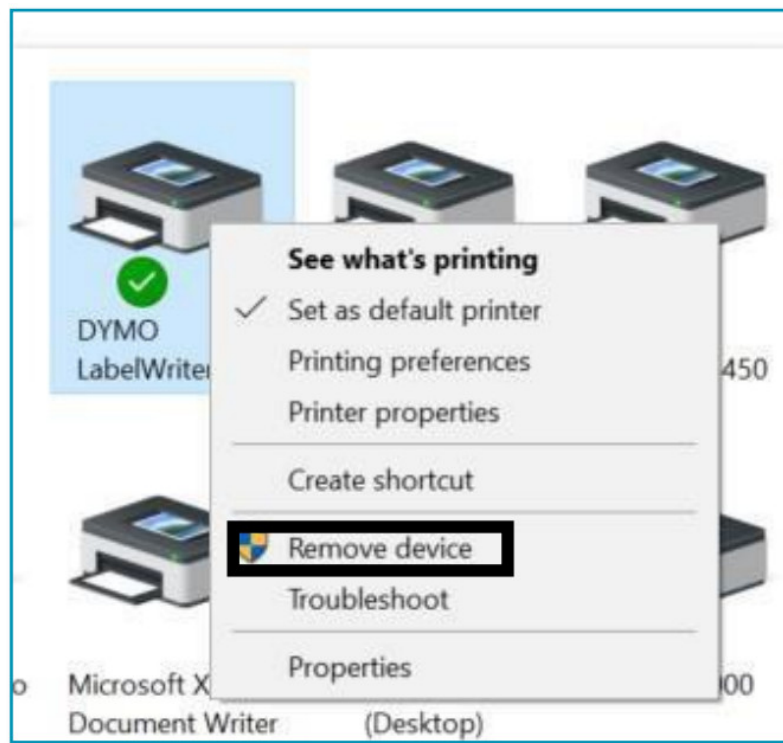 See what's printing
Set as default printer
DYMO
LabelWriter
Printing preferences
450
Printer properties
Create shortcut
Remove device
Troubleshoot
Properties
o
Microsoft X
00
Document Writer
(Desktop)